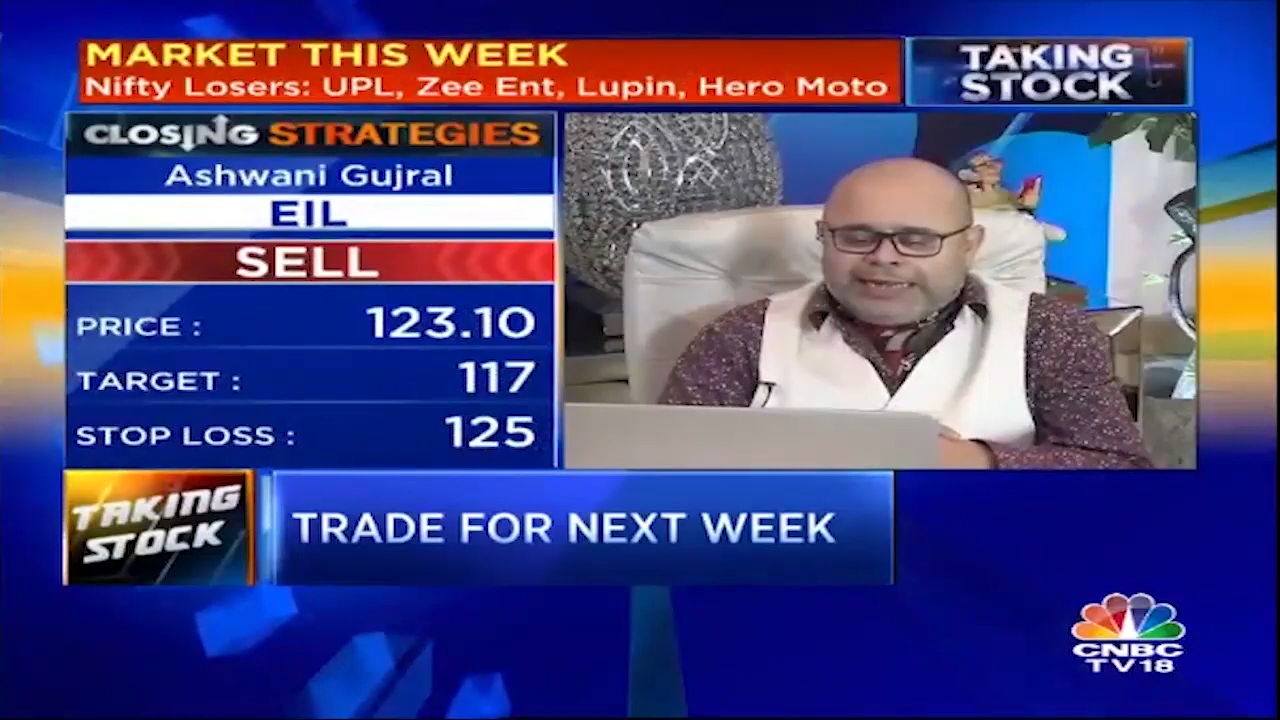 MARKET THIS WEEK
Nifty Losers: UPL, Zee Ent, Lupin, Hero Moto
TAKING
STOCK
CLOSING STRATEGIES
Ashwani Gujral
EIL
SELL
PRICE : 123.10
TARGET : 117
STOP LOSS : 125
TAKING
STOCK
TRADE FOR NEXT WEEK
CNBC
TV18